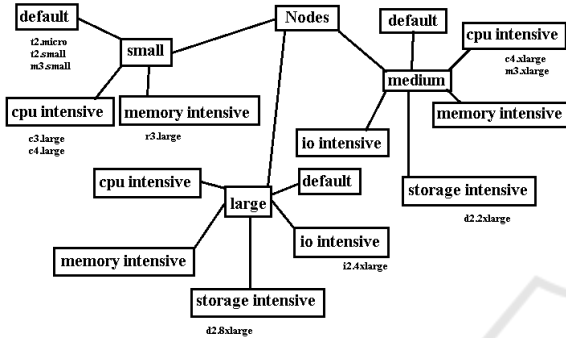 default
Nodes
default
t2.micro
t2.small
m3.small
small
cpu intensive
c4.xlarge
m3.xlarge
medium
cpu intensive
c3.large
c4.large
memory intensive
r3.large
memory intensive
io intensive
cpu intensive
default
storage intensive
d2.2xlarge
large
memory intensive
io intensive
i2.4xlarge
storage intensive
d2.8xlarge